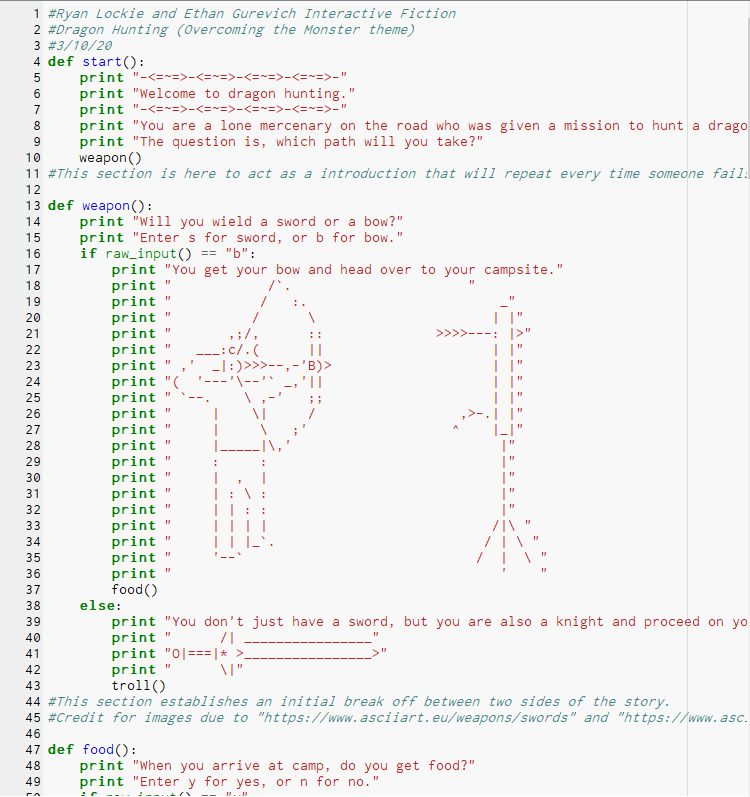 1 #Ryan Lockie and Ethan Gurevich Interactive Fiction
2 #Dragon Hunting (Overcoming the Monster theme)
3 #3/10/20
4 def start():
5     print "-<=~=>-<=~=>-<=~=>-<=~=>-"
6     print "Welcome to dragon hunting."
7     print "-<=~=>-<=~=>-<=~=>-<=~=>-"
8     print "You are a lone mercenary on the road who was given a mission to hunt a drago
9     print "The question is, which path will you take?"
10     weapon()
11 #This section is here to act as a introduction that will repeat every time someone fails
12
13 def weapon():
14     print "Will you wield a sword or a bow?"
15     print "Enter s for sword, or b for bow."
16     if raw_input() == "b":
17         print "You get your bow and head over to your campsite."
18         print "            /`.                      "
19         print "           /   :.                        _"
20         print "          /      \                      | |"
21         print "       ,;/,      ::              >>>>---: |>"
22         print "   ___:c/.(      ||                     | |"
23         print " ,'  _|:)>>>--,-'B)>                    | |"
24         print "(  '---'\--'` _,'||                     | |"
25         print " `--.    \ ,-'   ;;                     | |"
26         print "     |    \|     /                  ,>-.| |"
27         print "     |     \   ;'                  ^    |_|"
28         print "     |_____|\,'                          |"
29         print "     :     :                             |"
30         print "     |  ,  |                             |"
31         print "     | : \ :                             |"
32         print "     | | : :                             |"
33         print "     | | | |                            /|\ "
34         print "     | | |_`.                          / | \ "
35         print "     '--`                             /  |  \ "
36         print "                                         '    "
37         food()
38     else:
39         print "You don't just have a sword, but you are also a knight and proceed on yo
40         print "      /| ________________"
41         print "O|===|* >________________>"
42         print "      \|"
43         troll()
44 #This section establishes an initial break off between two sides of the story.
45 #Credit for images due to "https://www.asciiart.eu/weapons/swords" and "https://www.asc
46
47 def food():
48     print "When you arrive at camp, do you get food?"
49     print "Enter y for yes, or n for no."